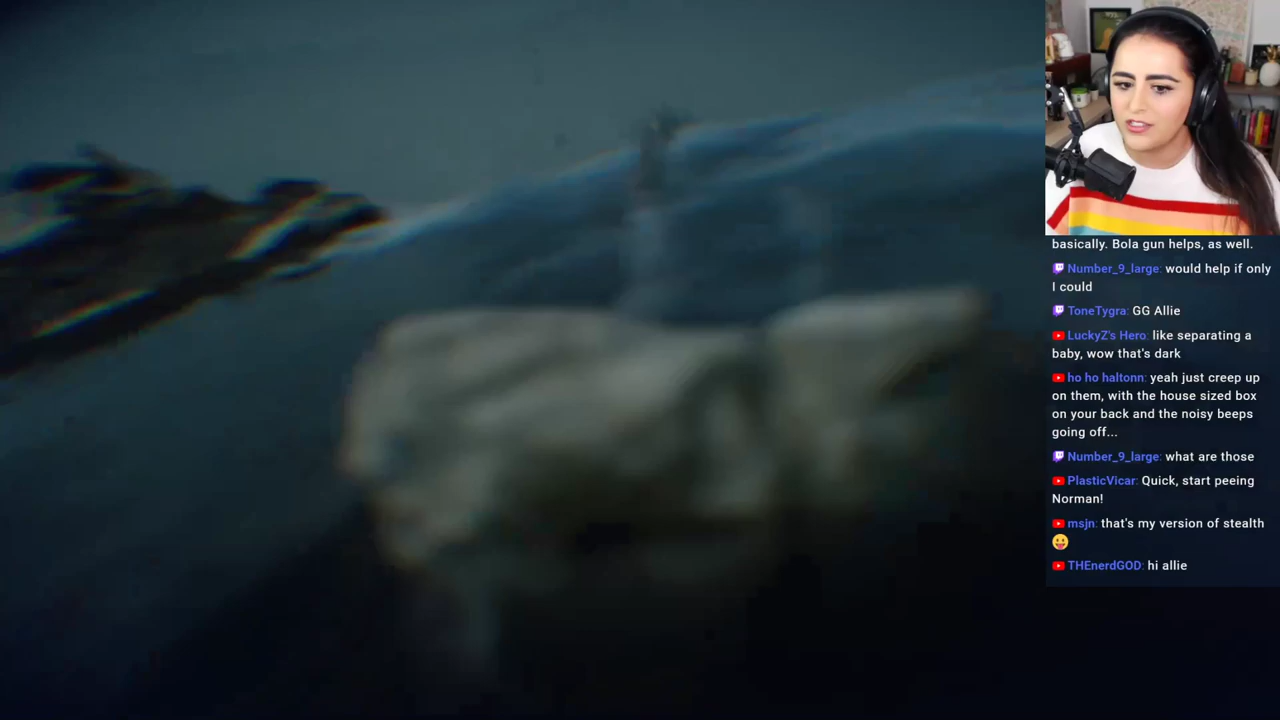 basically. Bola gun helps, as well.
Number_9_large: would help if only
I could
ToneTygra: GG Allie
LuckyZ's Hero: like separating a
baby, wow that's dark
ho ho haltonn: yeah just creep up
on them, with the house sized box
on your back and the noisy beeps
going off...
Number_9_large: what are those
PlasticVicar: Quick, start peeing
Norman!
msjn: that's my version of stealth
😛
THEnerdGOD: hi allie